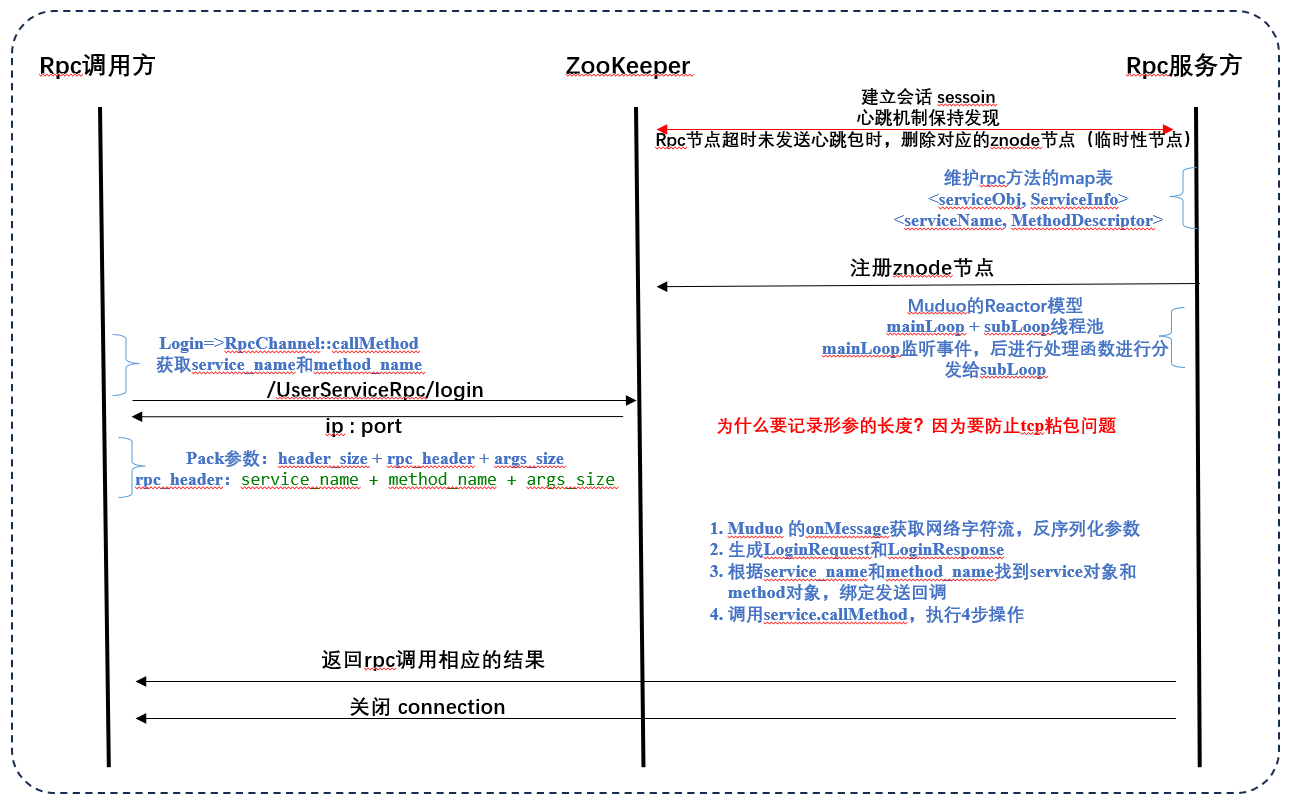 Rpc调用方
ZooKeeper
Rpc服务方
建立会话 sessoin
心跳机制保持发现
Rpc节点超时未发送心跳包时，删除对应的znode节点（临时性节点）
维护rpc方法的map表
<serviceObj, ServiceInfo>
<serviceName, MethodDescriptor>
注册znode节点
Muduo的Reactor模型
mainLoop + subLoop线程池
mainLoop监听事件，后进行处理函数进行分
发给subLoop
Login=>RpcChannel::callMethod
获取service_name和method_name
/UserServiceRpc/login
ip : port
为什么要记录形参的长度？因为要防止tcp粘包问题
Pack参数：header_size + rpc_header + args_size
rpc_header：service_name + method_name + args_size
1. Muduo 的onMessage获取网络字符流，反序列化参数
2. 生成LoginRequest和LoginResponse
3. 根据service_name和method_name找到service对象和
method对象，绑定发送回调
4. 调用service.callMethod，执行4步操作
返回rpc调用相应的结果
关闭 connection